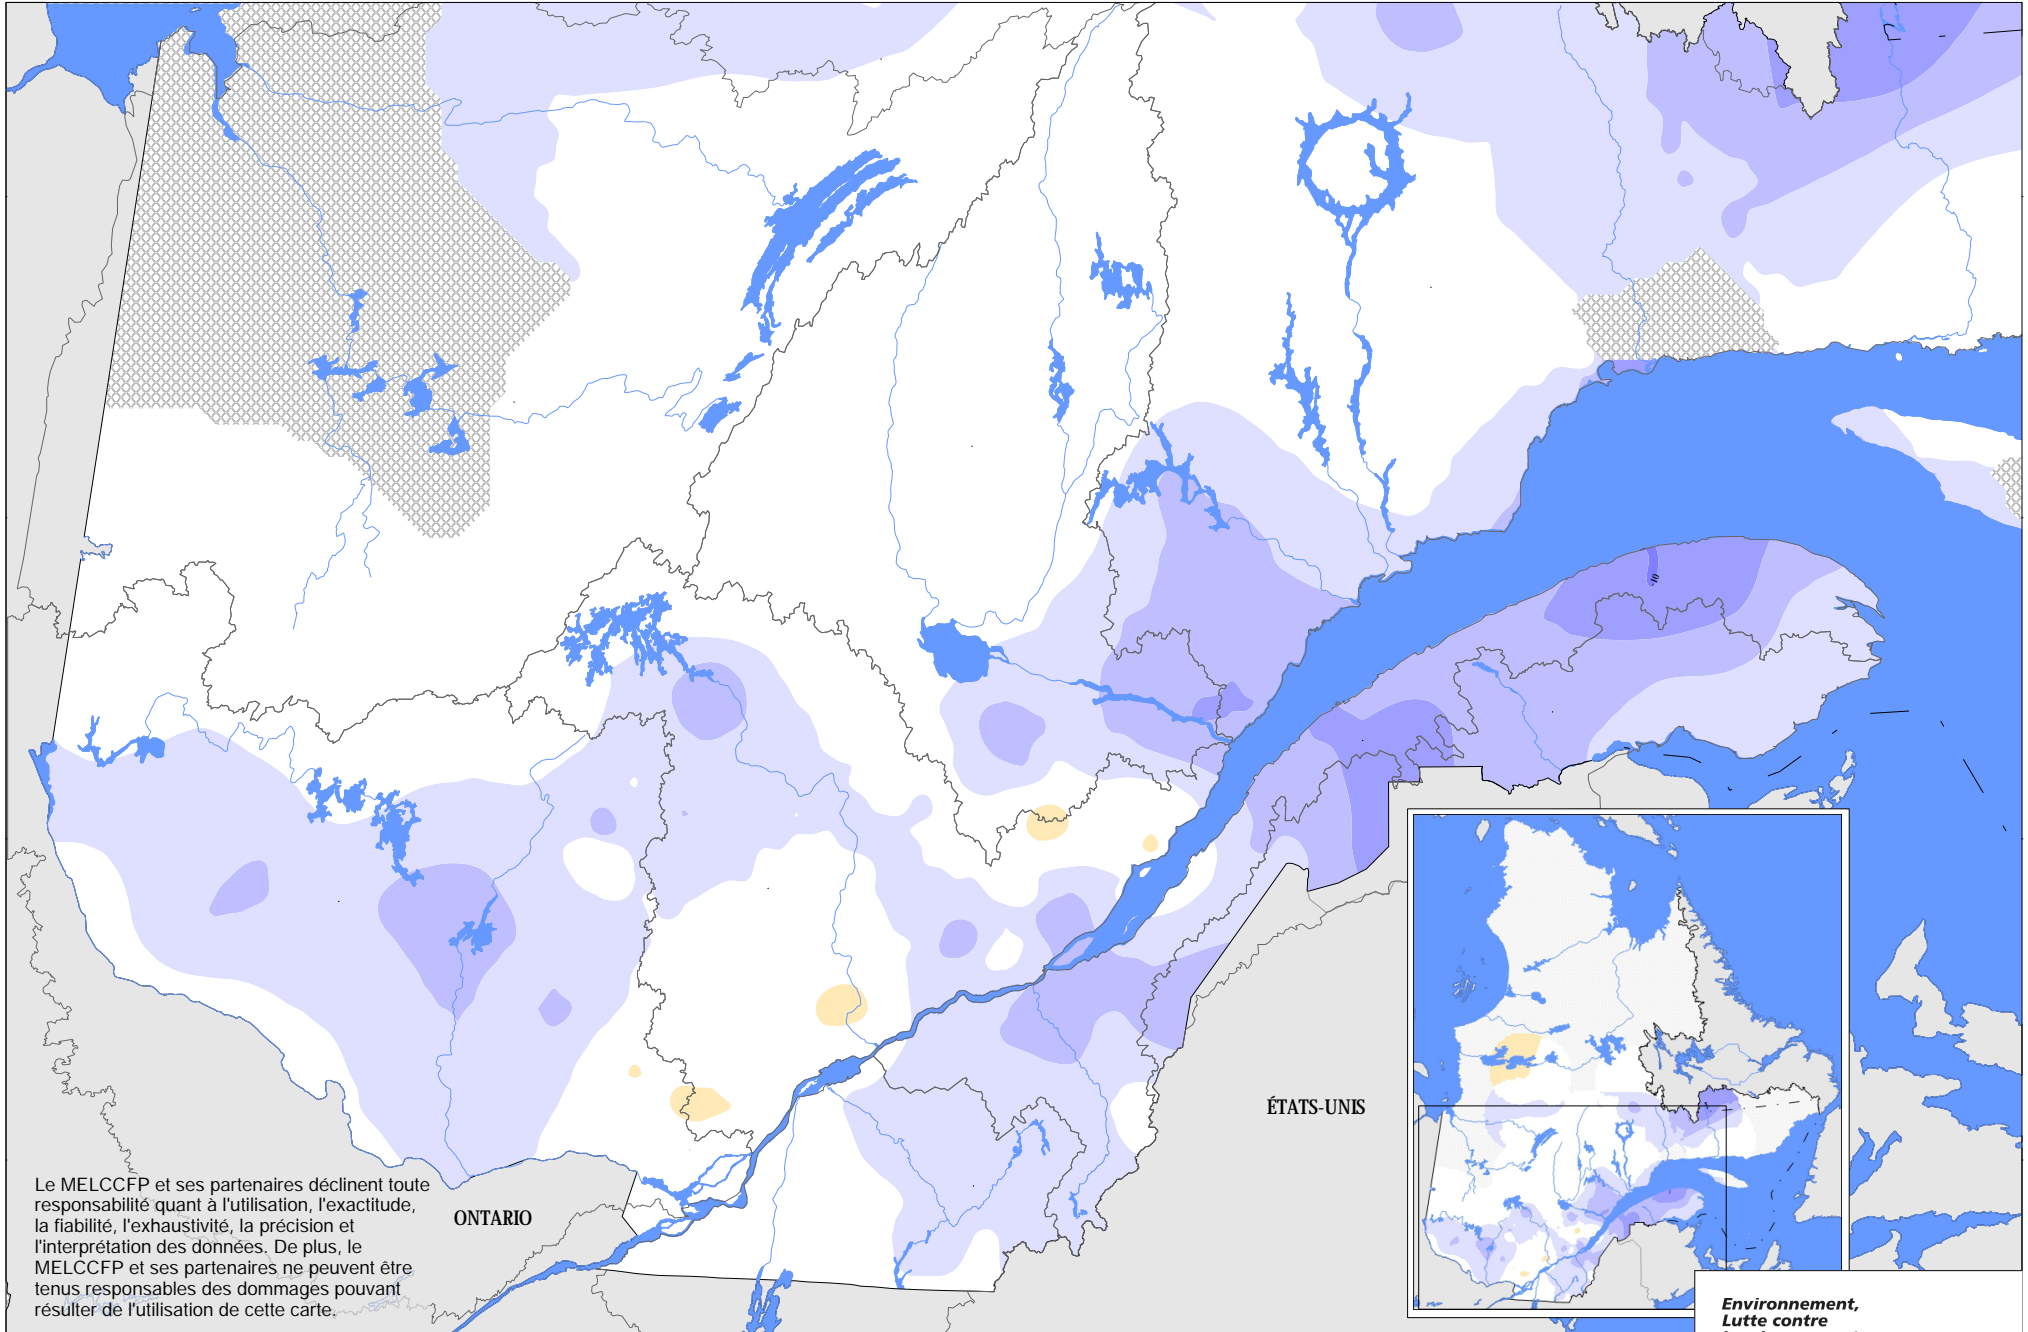 -10
ÉTATS-UNIS
Le MELCCFP et ses partenaires déclinent toute
responsabilité quant à l'utilisation, l'exactitude,
la fiabilité, l'exhaustivité, la précision et
l'interprétation des données. De plus, le
MELCCFP et ses partenaires ne peuvent être
tenus responsables des dommages pouvant
résulter de l'utilisation de cette carte.
ONTARIO
Environnement,
Lutte contre